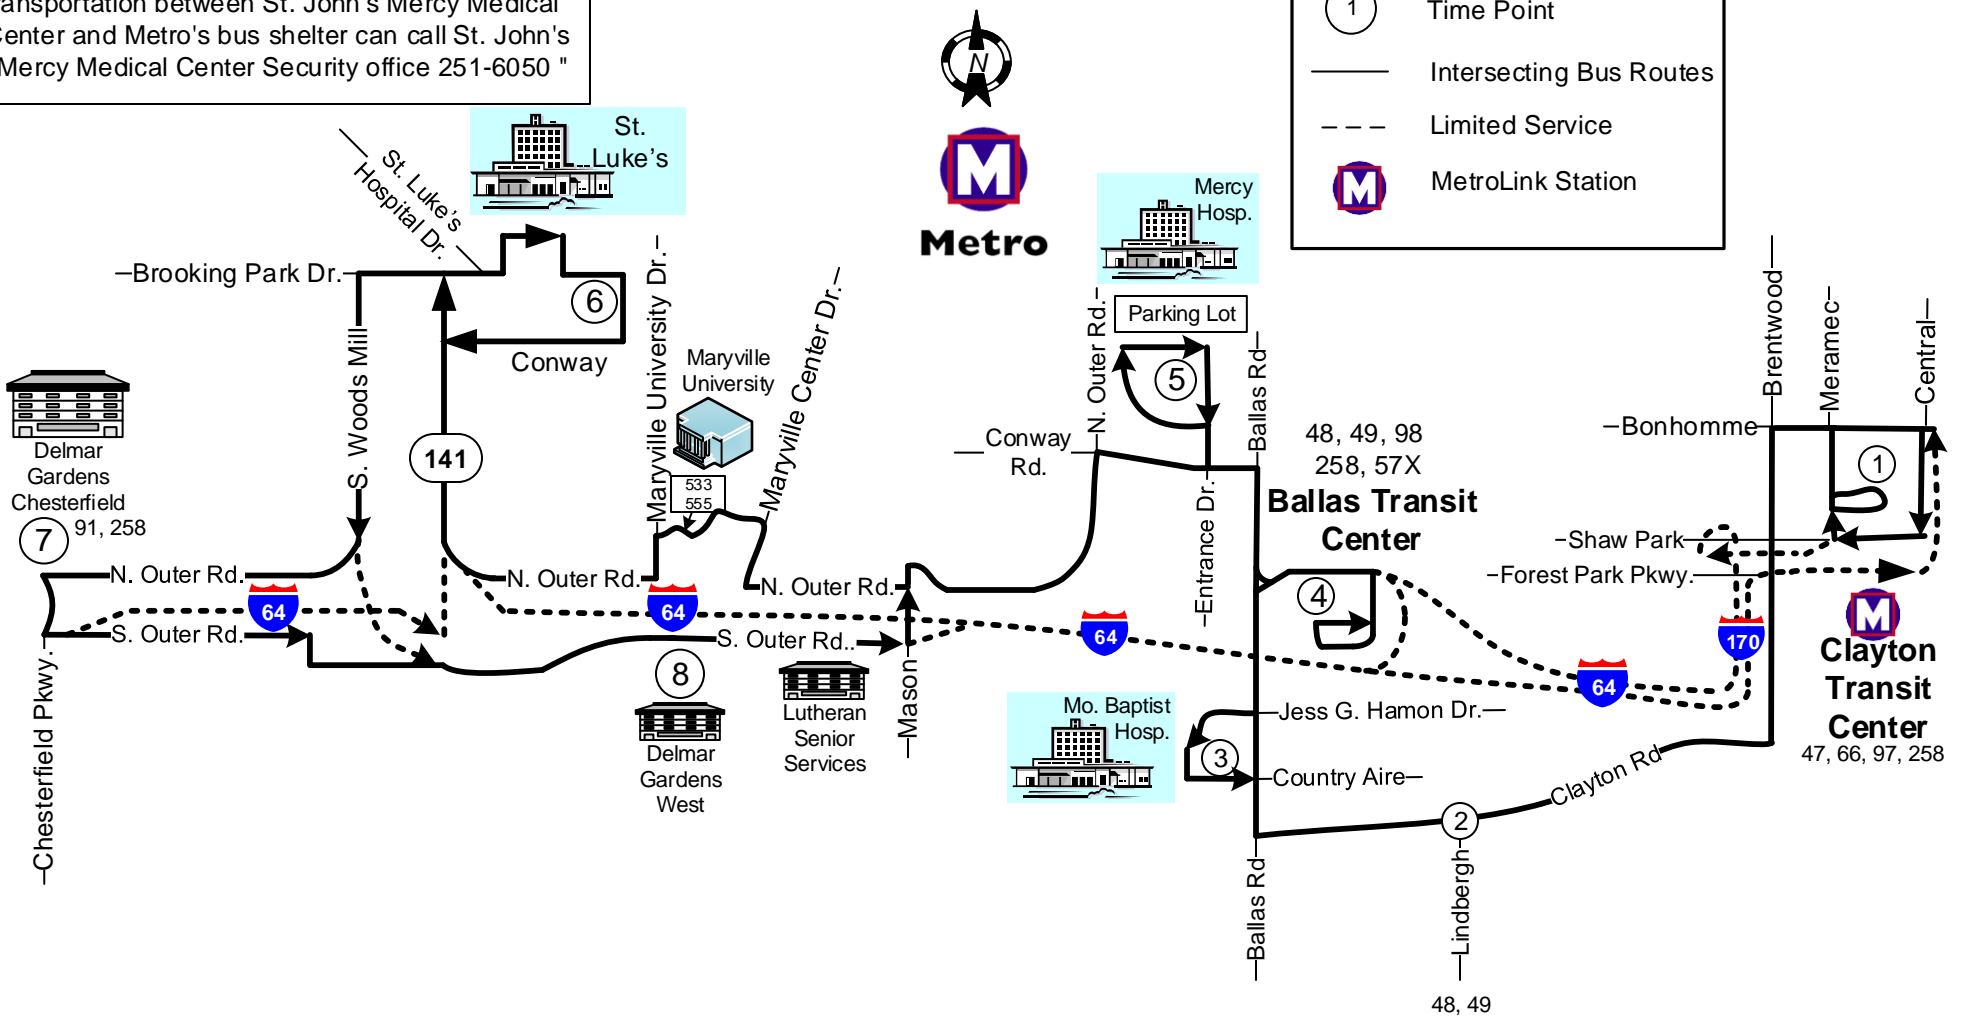 ransportation between St. John's Mercy Medical
Center and Metro's bus shelter can call St. John's
Mercy Medical Center Security office 251-6050 "
N
M
Metro
1
Time Point
Intersecting Bus Routes
Limited Service
M
MetroLink Station
St.
Luke's
St. Luke's
Hospital Dr.
Brooking Park Dr.
6
Conway
S. Woods Mill
141
Maryville University Dr.
Maryville
University
533
555
Maryville Center Dr.
Delmar
Gardens
Chesterfield
91, 258
7
N. Outer Rd.
64
S. Outer Rd.
Chesterfield Pkwy.
N. Outer Rd.
64
S. Outer Rd..
8
Delmar
Gardens
West
Lutheran
Senior
Services
Mason
N. Outer Rd.
Mercy
Hosp.
Parking Lot
N. Outer Rd.
5
Ballas Rd
Conway
Rd.
Entrance Dr.
48, 49, 98
258, 57X
Ballas Transit
Center
4
64
64
Mo. Baptist
Hosp.
3
Jess G. Hamon Dr.
Country Aire
Ballas Rd
2
Lindbergh
48, 49
Clayton Rd
Brentwood
Meramec
Central
Bonhomme
1
Shaw Park
Forest Park Pkwy.
170
M
Clayton
Transit
Center
47, 66, 97, 258